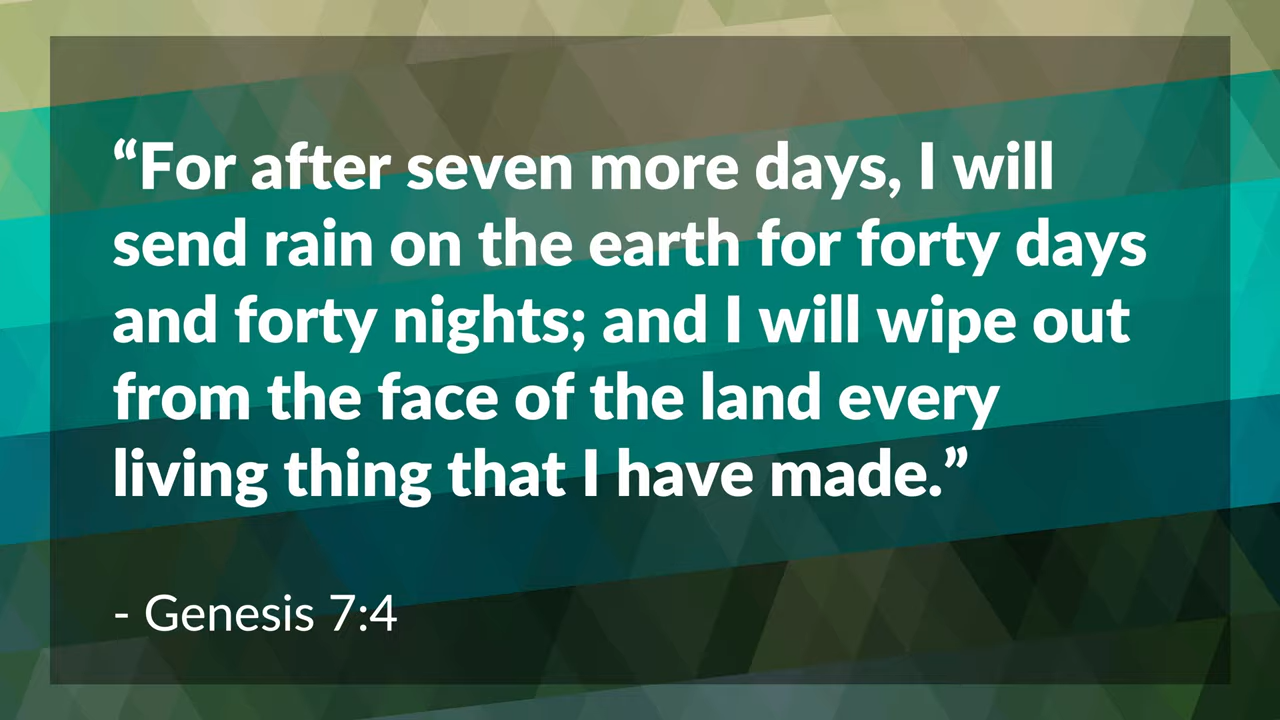 “For after seven more days, I will
send rain on the earth for forty days
and forty nights; and I will wipe out
from the face of the land every
living thing that I have made.”
- Genesis 7:4